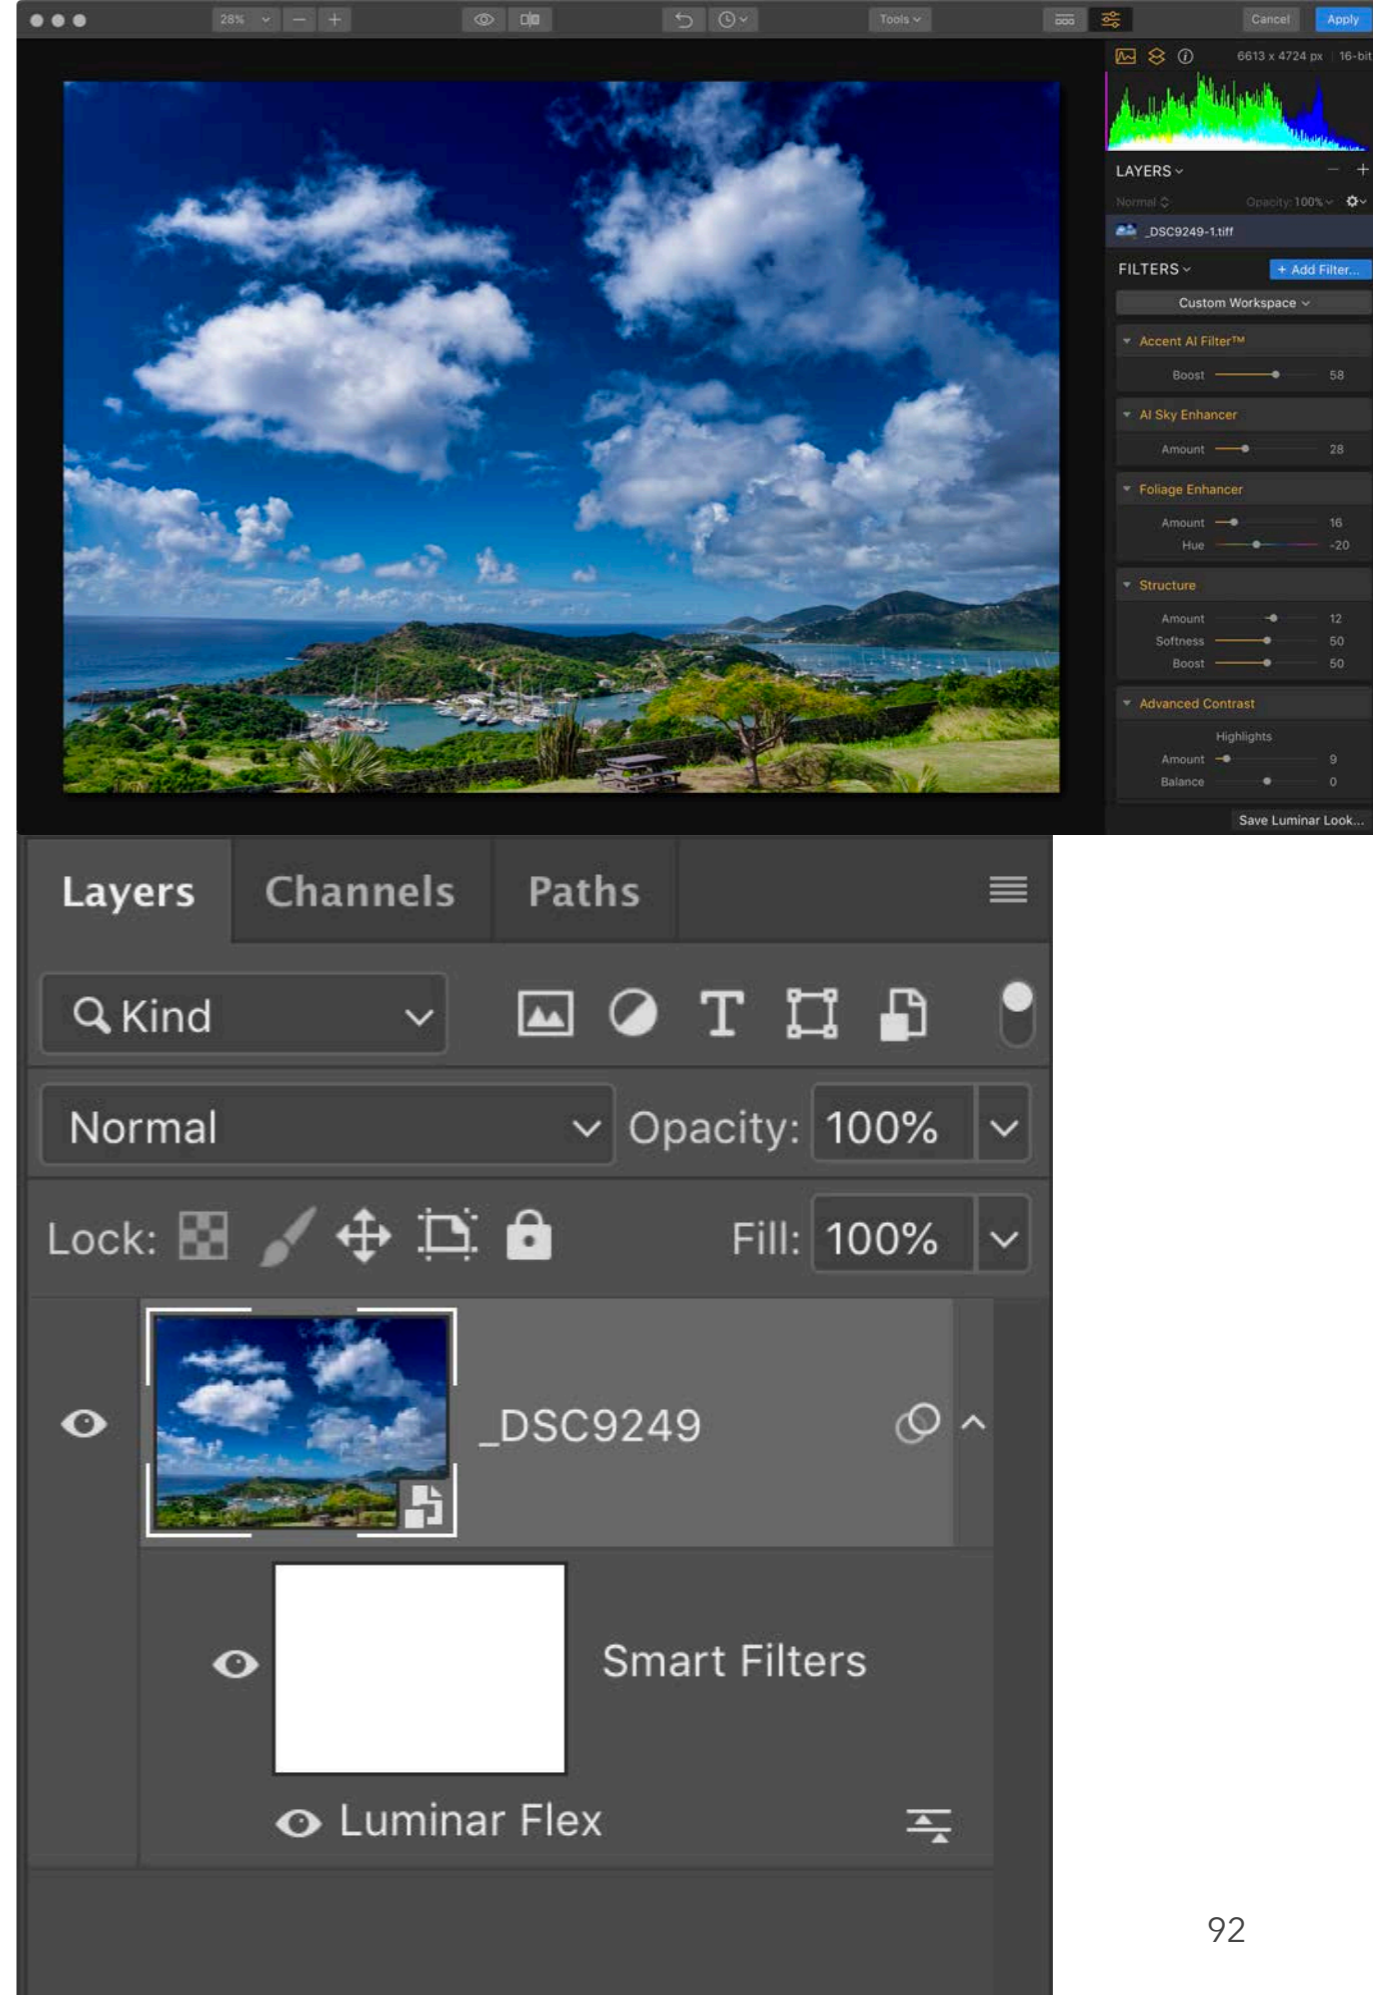 28%
Tools
Cancel
Apply
6613 x 4724 px
16-bit
LAYERS
Normal
Opacity: 100%
_DSC9249-1.tiff
FILTERS
+ Add Filter...
Custom Workspace
Accent AI Filter™
Boost 58
AI Sky Enhancer
Amount 28
Foliage Enhancer
Amount 16
Hue -20
Structure
Amount 12
Softness 50
Boost 50
Advanced Contrast
Highlights
Amount 9
Balance 0
Save Luminar Look...
Layers Channels Paths
Kind
Normal Opacity: 100%
Lock: Fill: 100%
_DSC9249
Smart Filters
Luminar Flex
92